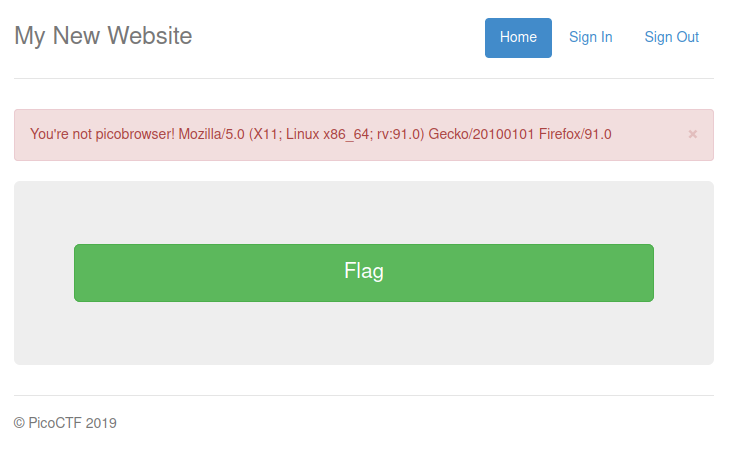 My New Website
Home Sign In Sign Out
You're not picobrowser! Mozilla/5.0 (X11; Linux x86_64; rv:91.0) Gecko/20100101 Firefox/91.0 ×
Flag
© PicoCTF 2019